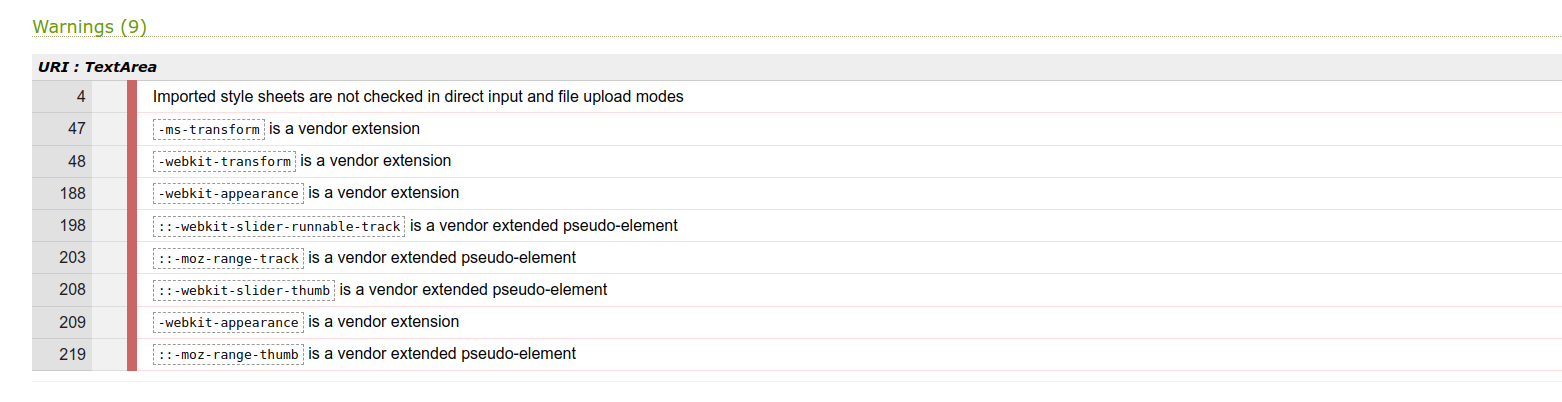 Warnings (9)
URI : TextArea
4 Imported style sheets are not checked in direct input and file upload modes
47 -ms-transform is a vendor extension
48 -webkit-transform is a vendor extension
188 -webkit-appearance is a vendor extension
198 ::-webkit-slider-runnable-track is a vendor extended pseudo-element
203 ::-moz-range-track is a vendor extended pseudo-element
208 ::-webkit-slider-thumb is a vendor extended pseudo-element
209 -webkit-appearance is a vendor extension
219 ::-moz-range-thumb is a vendor extended pseudo-element